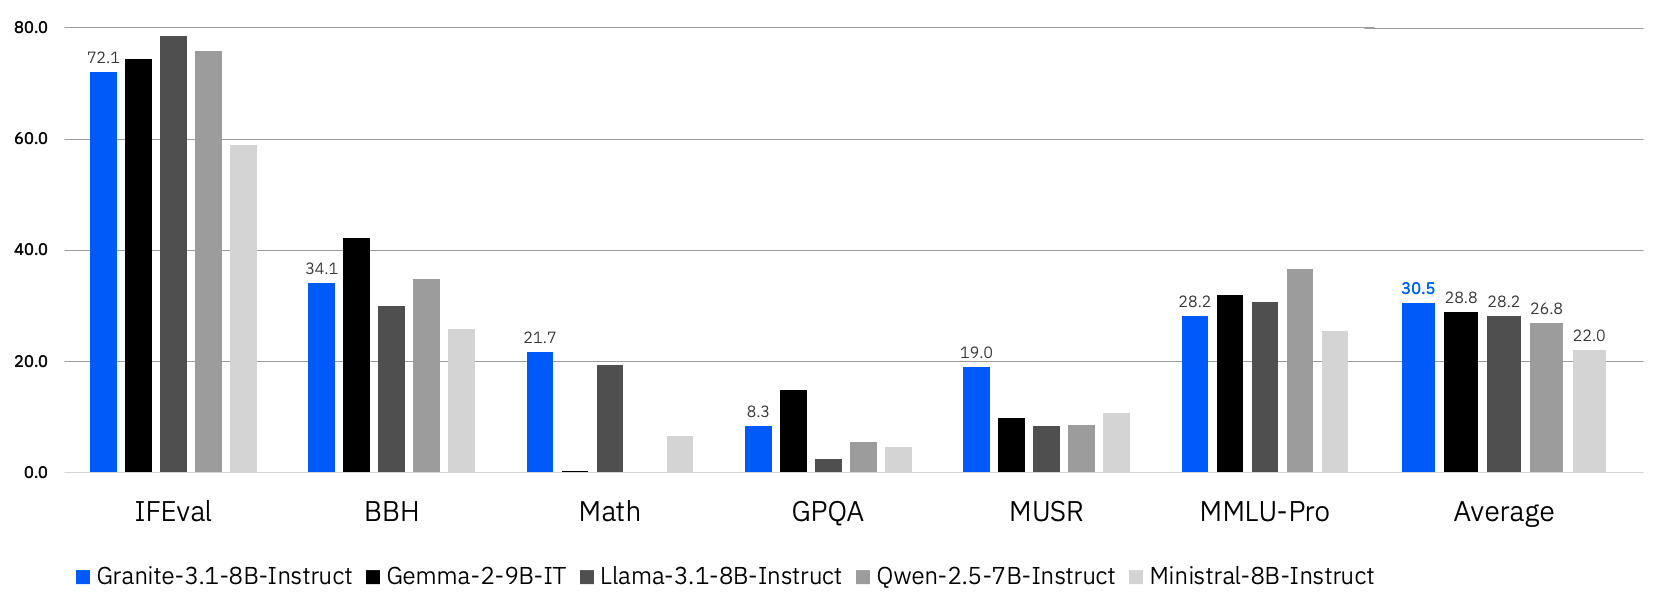 80.0
60.0
40.0
20.0
0.0
72.1
34.1
21.7
8.3
19.0
28.2
30.5
28.8
28.2
26.8
22.0
IFEval
BBH
Math
GPQA
MUSR
MMLU-Pro
Average
Granite-3.1-8B-Instruct
Gemma-2-9B-IT
Llama-3.1-8B-Instruct
Qwen-2.5-7B-Instruct
Ministral-8B-Instruct